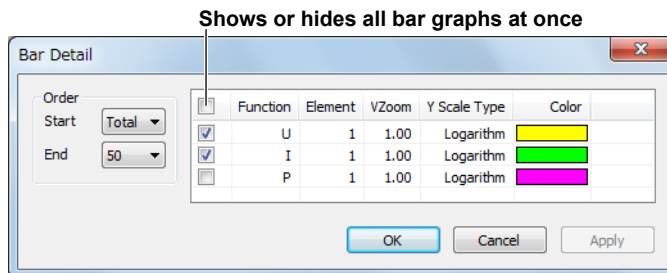 Shows or hides all bar graphs at once
Bar Detail
Order
Start Total
End 50
Function Element VZoom Y Scale Type Color
U 1 1.00 Logarithm
I 1 1.00 Logarithm
P 1 1.00 Logarithm
OK Cancel Apply